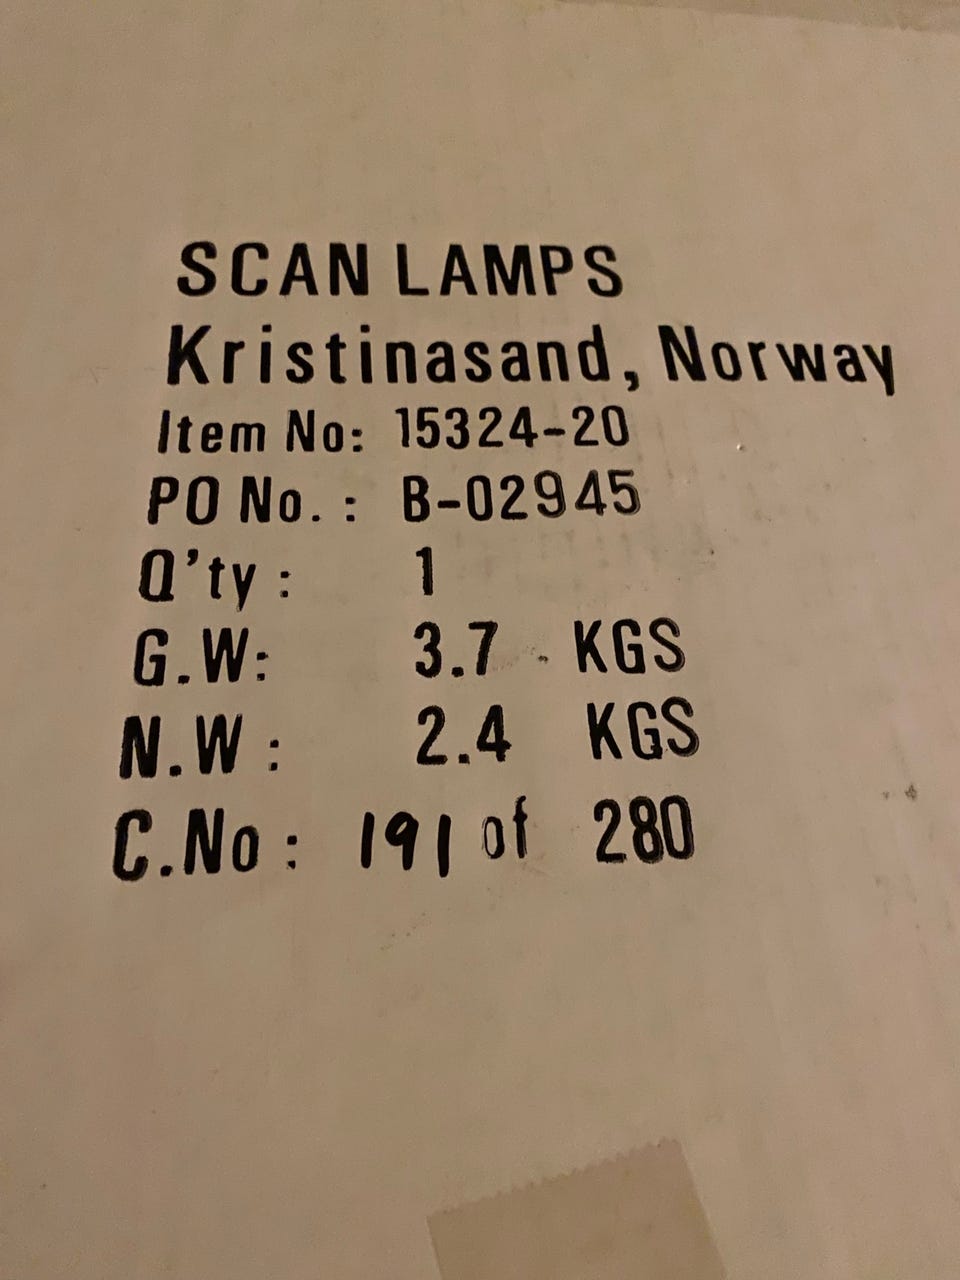 SCAN LAMPS
Kristinasand, Norway
Item No: 15324-20
PO No. : B-02945
Q'ty : 1
G.W: 3.7 KGS
N.W : 2.4 KGS
C.No : 191 of 280